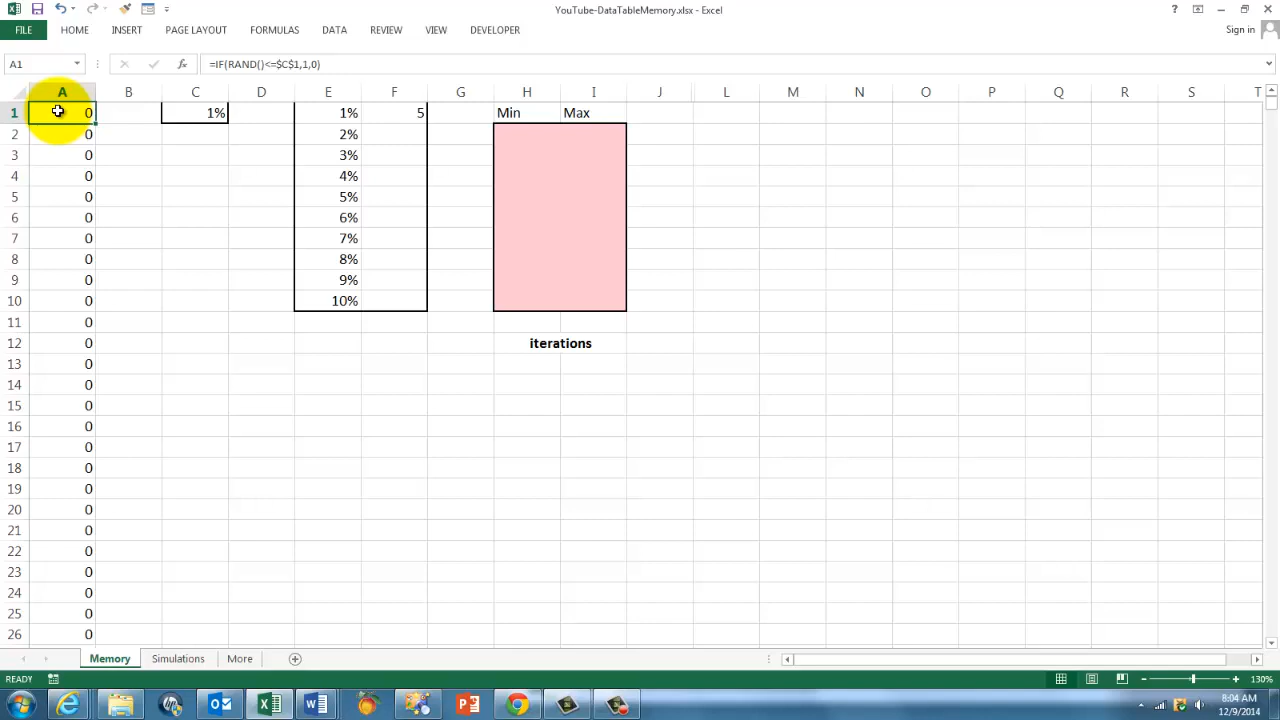 YouTube-DataTableMemory.xlsx - Excel
FILE HOME INSERT PAGE LAYOUT FORMULAS DATA REVIEW VIEW DEVELOPER Sign in
A1 fx =IF(RAND()<=$C$1,1,0)
A B C D E F G H I J K L M N O P Q R S T
1 0 1% 1% 5 Min Max
2 0 2%
3 0 3%
4 0 4%
5 0 5%
6 0 6%
7 0 7%
8 0 8%
9 0 9%
10 0 10%
11 0
12 0 iterations
13 0
14 0
15 0
16 0
17 0
18 0
19 0
20 0
21 0
22 0
23 0
24 0
25 0
26 0
Memory Simulations More
READY 130%
8:04 AM
12/9/2014